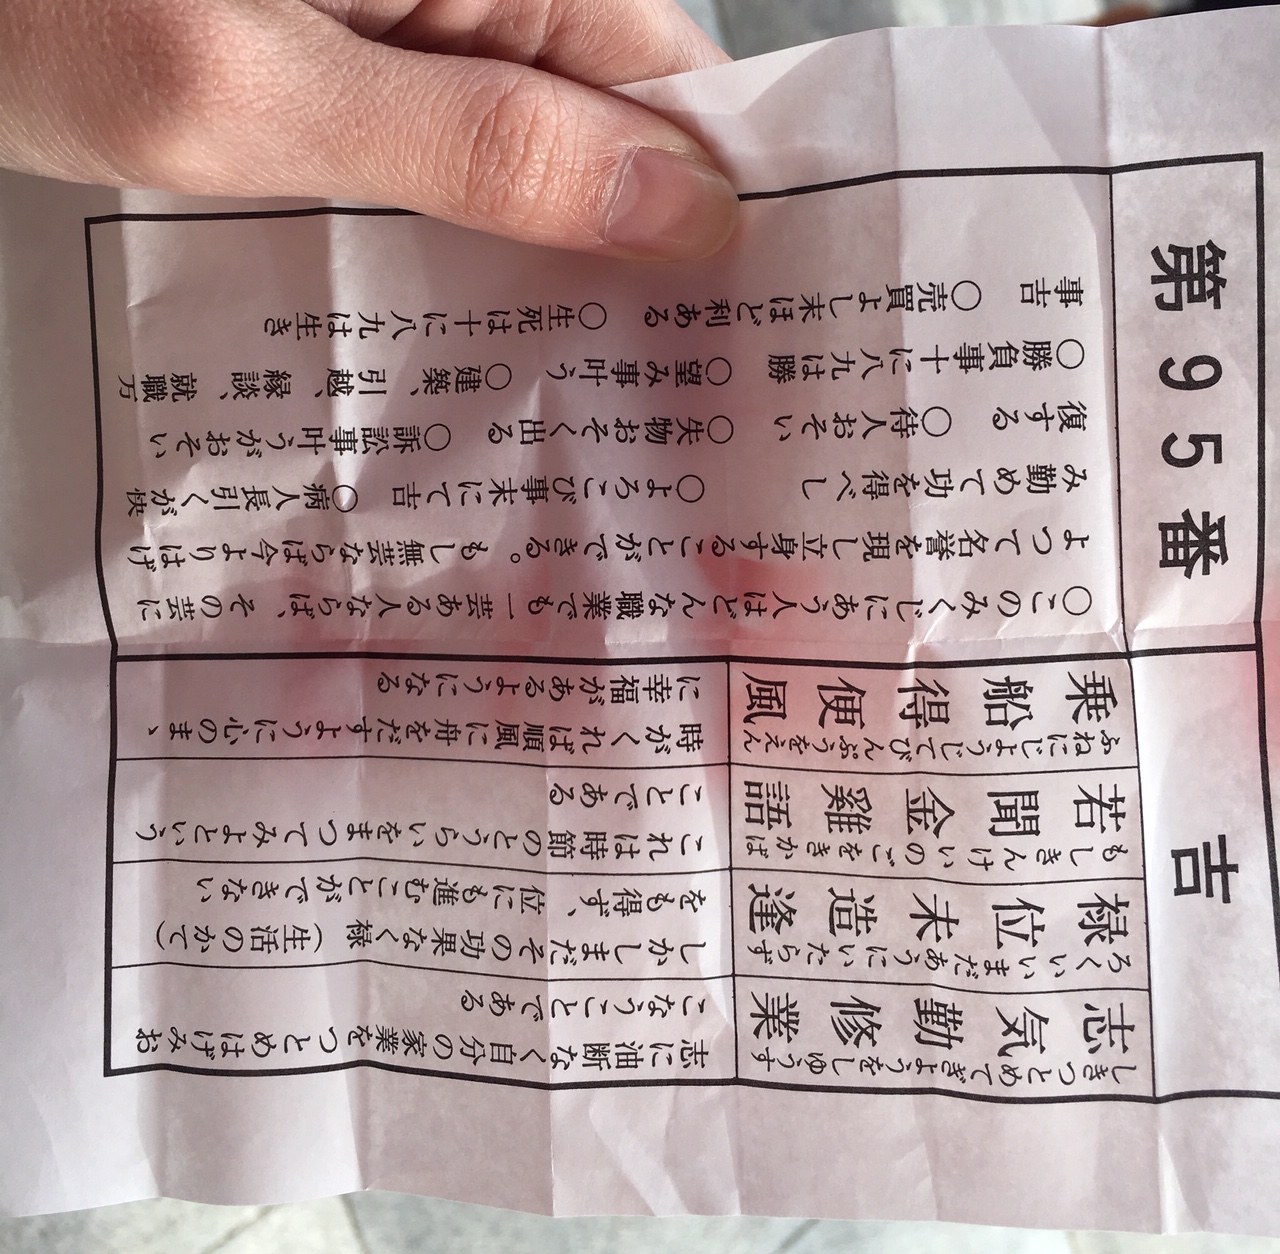 第95番
吉
しきつとめてぎようをしゆうす
志気勤修業
志に油断なく自分の家業をつとめはげみお
こなうことである
ろくいいまだあうにいたらず
禄位未造逢
しかしまだその功果なく禄（生活のかて）
をも得ず、位にも進むことができない
もしきんけいのごをきかば
若聞金雞語
これは時節のとうらいをまつてみよという
ことである
ふねにじようじてびんぷうをえん
乗船得便風
時がくれば順風に舟をだすように心のまゝ
に幸福があるようになる
○このみくじにあう人はどんな職業でも一芸ある人ならば、その芸に
よつて名誉を現し立身することができる。もし無芸ならば今よりはげ
み勤めて功を得べし ○よろこび事末にて吉 ○病人長引くが快
復する ○待人おそい ○失物おそく出る ○訴訟事叶うがおそい
○勝負事十に八九は勝 ○望み事叶う ○建築、引越、縁談、就職万
事吉 ○売買よし末ほど利ある ○生死は十に八九は生き